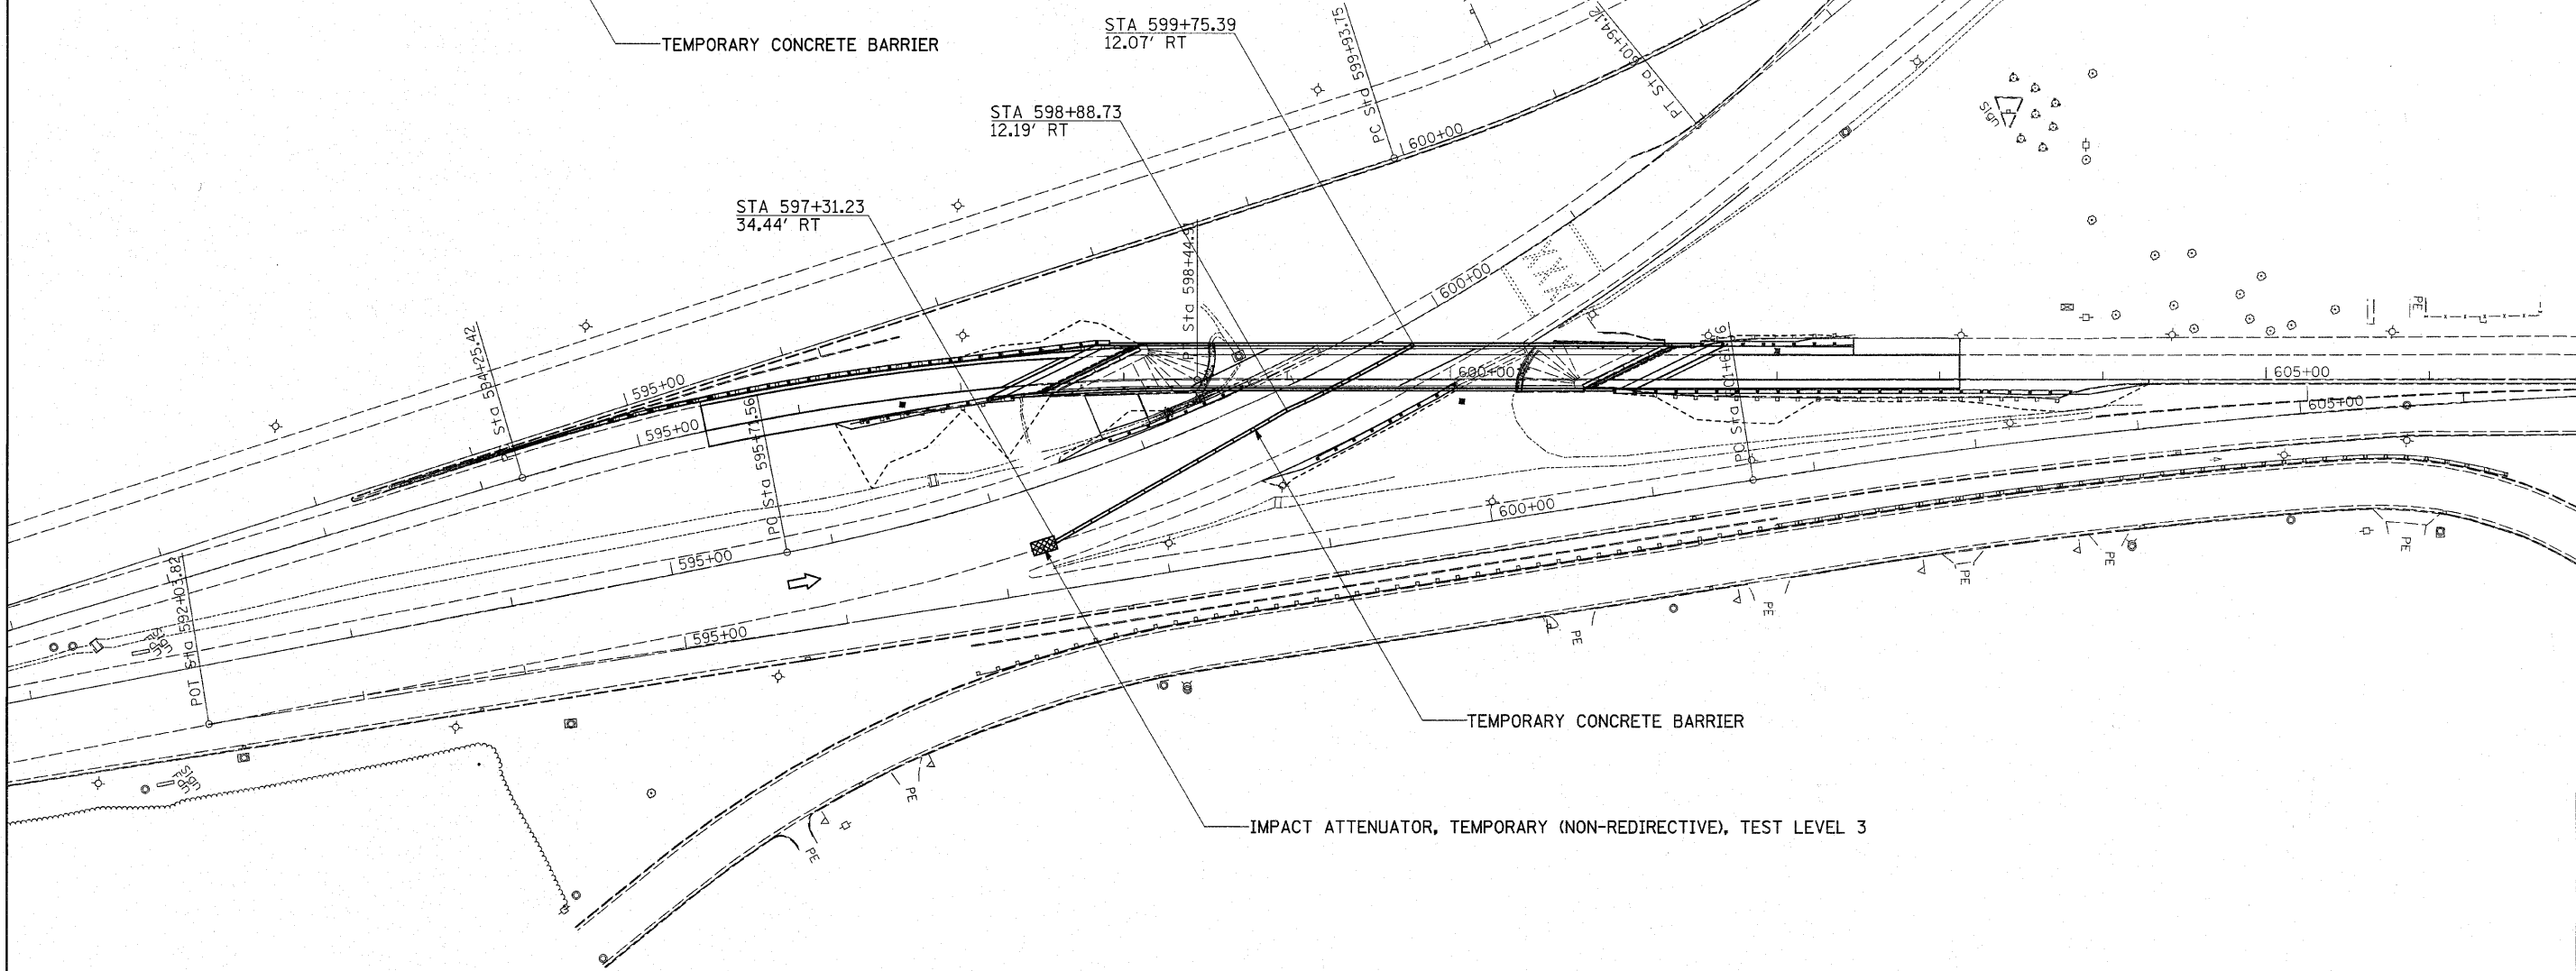 TEMPORARY CONCRETE BARRIER
STA 599+75.39
12.07' RT
PC Sta 599+93.75
600+00
PT Sta 601+94.12
Sign
STA 598+88.73
12.19' RT
STA 597+31.23
34.44' RT
Sta 598+44.91
600+00
PE
Sta 594+25.42
595+00
595+00
600+00
605+00
605+00
595+71.56
595+00
600+00
POT Sta 592+03.82
595+00
Sign
Sign
PE
PE
PE
PE
PE
PE
PE
TEMPORARY CONCRETE BARRIER
IMPACT ATTENUATOR, TEMPORARY (NON-REDIRECTIVE), TEST LEVEL 3